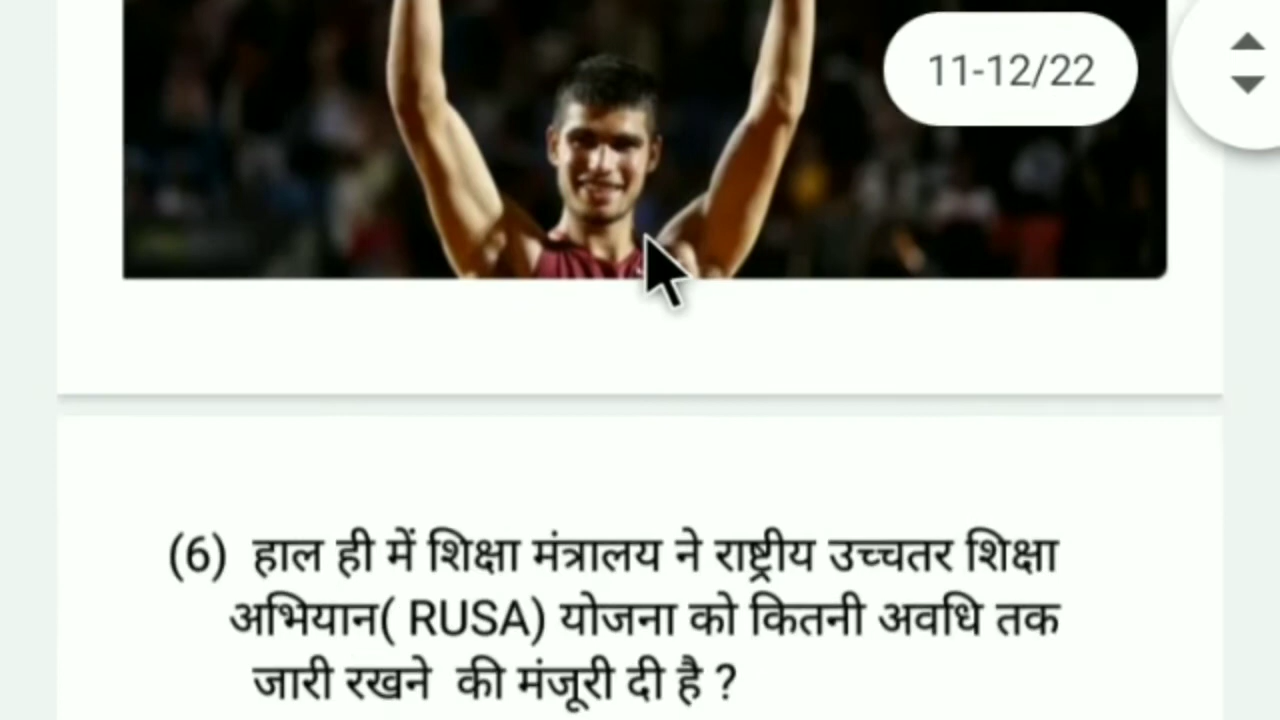 11-12/22
(6) हाल ही में शिक्षा मंत्रालय ने राष्ट्रीय उच्चतर शिक्षा
अभियान( RUSA) योजना को कितनी अवधि तक
जारी रखने की मंजूरी दी है ?